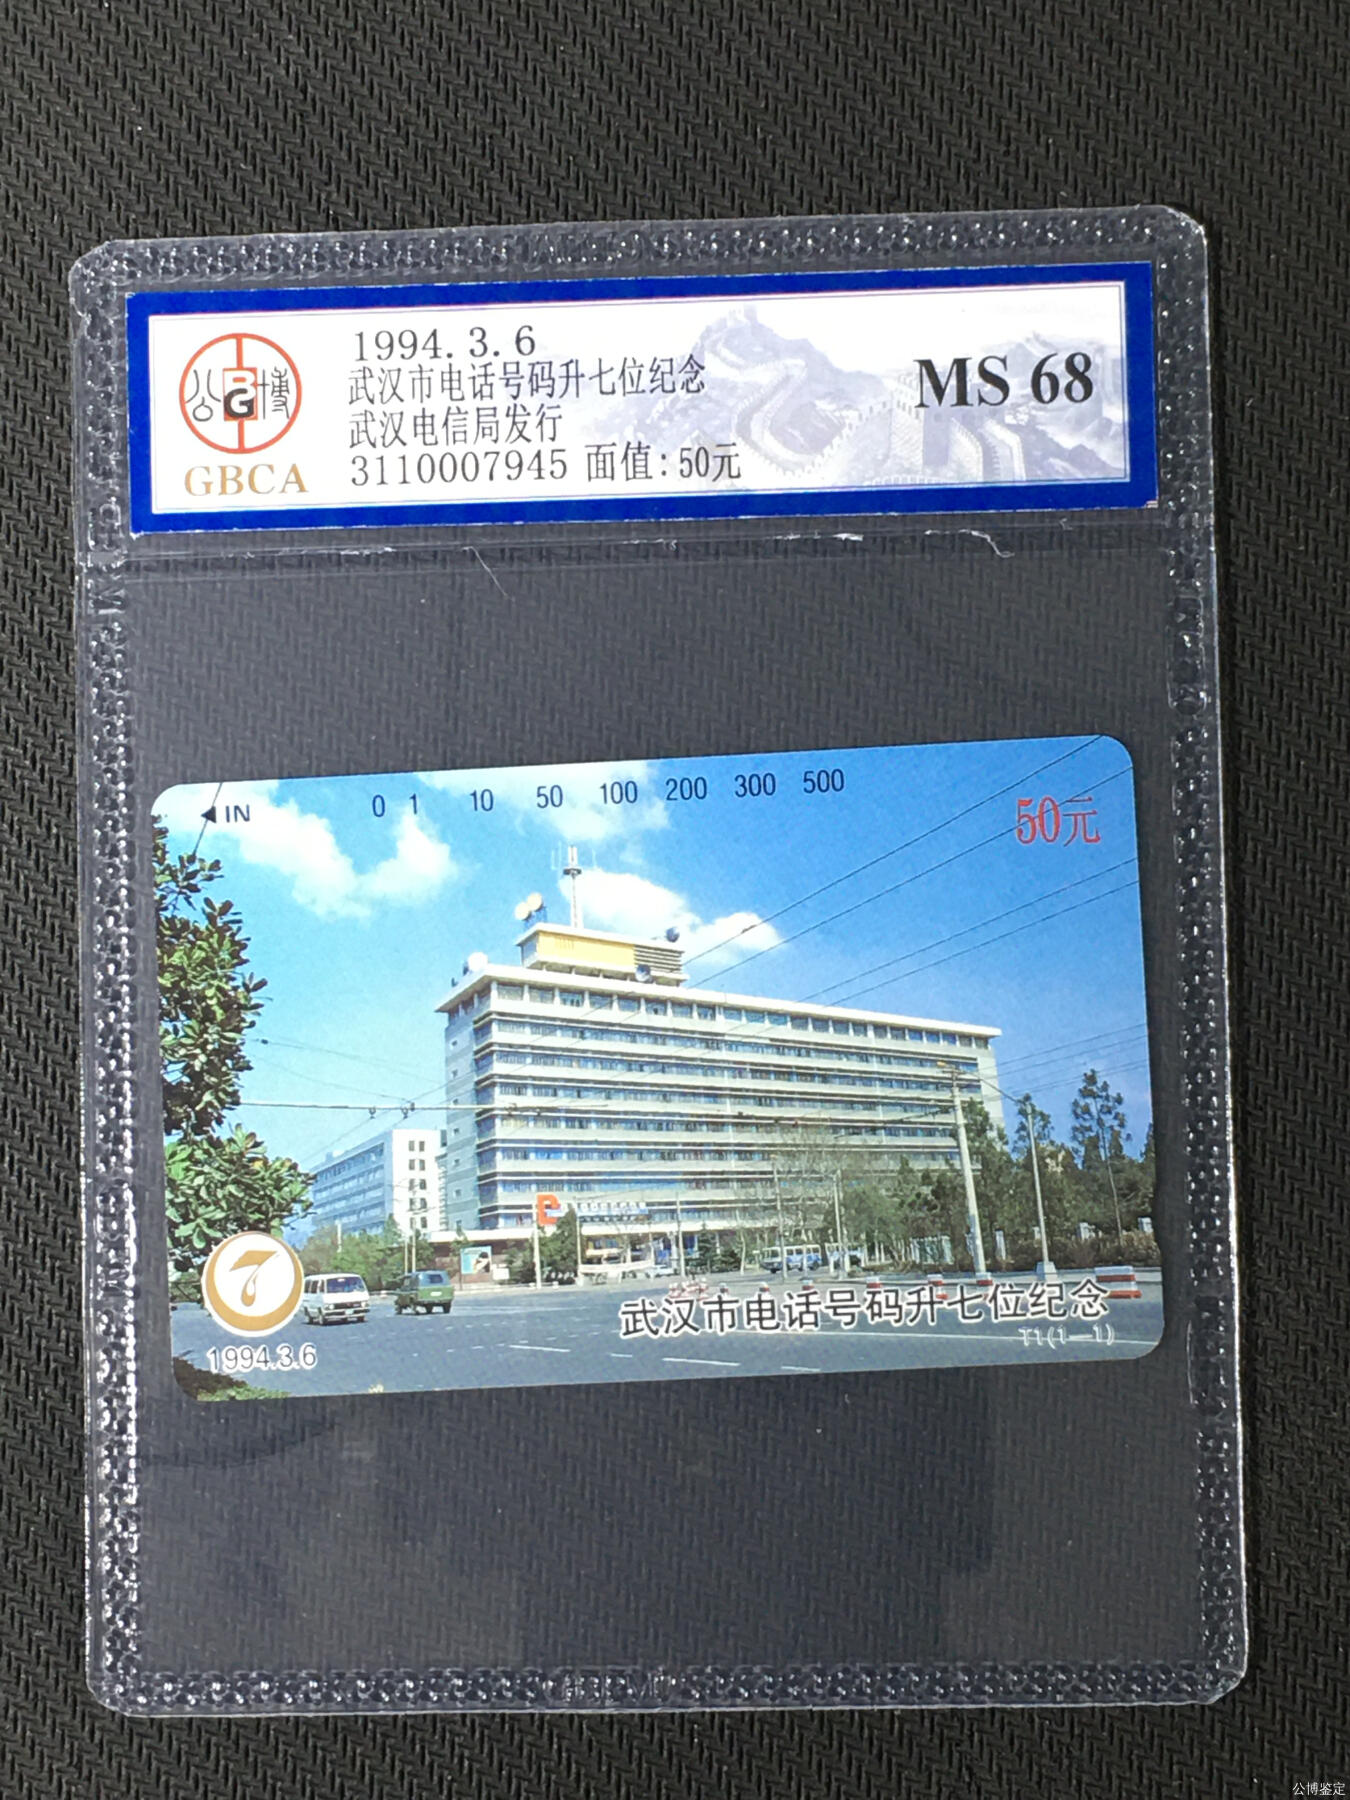 1994.3.6
武汉市电话号码升七位纪念
武汉电信局发行
3110007945 面值:50元
MS 68
公博
BG
GBCA
IN
0 1 10 50 100 200 300 500
50元
7
1994.3.6
武汉市电话号码升七位纪念
T1(1—1)
公博鉴定